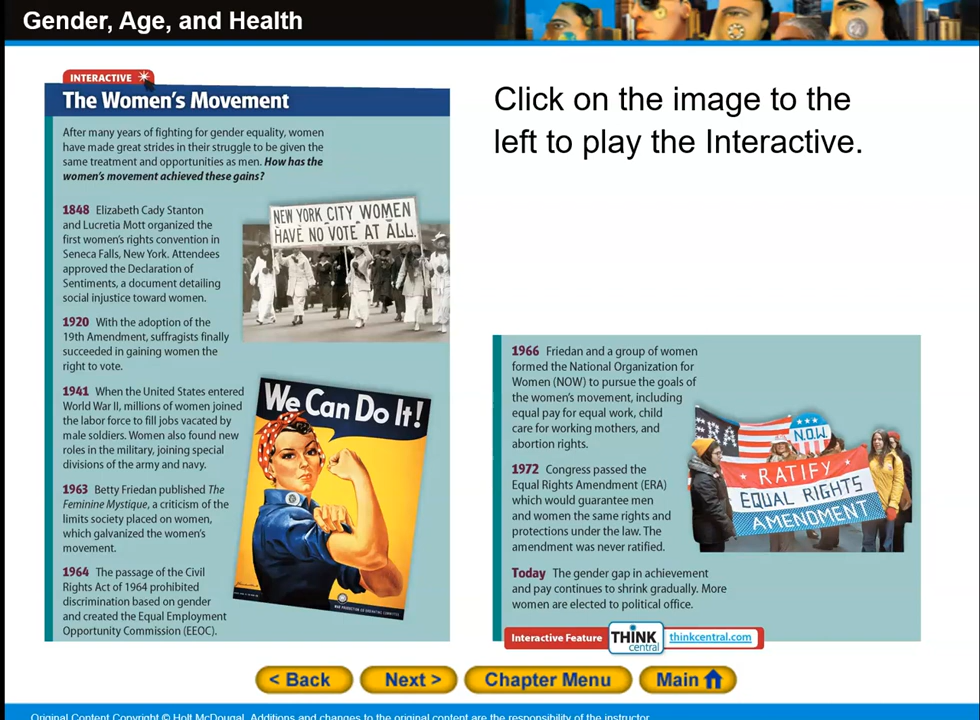 Gender, Age, and Health
INTERACTIVE
The Women's Movement
After many years of fighting for gender equality, women
have made great strides in their struggle to be given the
same treatment and opportunities as men. How has the
women's movement achieved these gains?
1848 Elizabeth Cady Stanton
and Lucretia Mott organized the
first women's rights convention in
Seneca Falls, New York. Attendees
approved the Declaration of
Sentiments, a document detailing
social injustice toward women.
NEW YORK CITY WOMEN
HAVE NO VOTE AT ALL.
1920 With the adoption of the
19th Amendment, suffragists finally
succeeded in gaining women the
right to vote.
1941 When the United States entered
World War II, millions of women joined
the labor force to fill jobs vacated by
male soldiers. Women also found new
roles in the military, joining special
divisions of the army and navy.
We Can Do It!
1963 Betty Friedan published The
Feminine Mystique, a criticism of the
limits society placed on women,
which galvanized the women's
movement.
1964 The passage of the Civil
Rights Act of 1964 prohibited
discrimination based on gender
and created the Equal Employment
Opportunity Commission (EEOC).
Click on the image to the
left to play the Interactive.
1966 Friedan and a group of women
formed the National Organization for
Women (NOW) to pursue the goals of
the women's movement, including
equal pay for equal work, child
care for working mothers, and
abortion rights.
1972 Congress passed the
Equal Rights Amendment (ERA)
which would guarantee men
and women the same rights and
protections under the law. The
amendment was never ratified.
ERA
N.O.W.
RATIFY
EQUAL RIGHTS
AMENDMENT
Today The gender gap in achievement
and pay continues to shrink gradually. More
women are elected to political office.
Interactive Feature THINK central thinkcentral.com
< Back Next > Chapter Menu Main
Original Content Copyright © Holt McDougal. Additions and changes to the original content are the responsibility of the instructor.